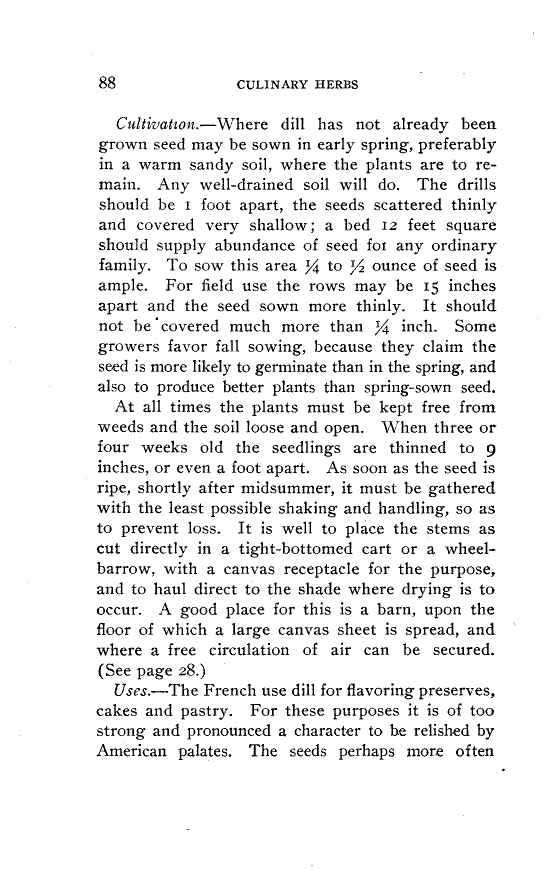 88 CULINARY HERBS
Cultivation.—Where dill has not already been
grown seed may be sown in early spring, preferably
in a warm sandy soil, where the plants are to re-
main. Any well-drained soil will do. The drills
should be 1 foot apart, the seeds scattered thinly
and covered very shallow; a bed 12 feet square
should supply abundance of seed for any ordinary
family. To sow this area ¼ to ½ ounce of seed is
ample. For field use the rows may be 15 inches
apart and the seed sown more thinly. It should
not be covered much more than ¼ inch. Some
growers favor fall sowing, because they claim the
seed is more likely to germinate than in the spring, and
also to produce better plants than spring-sown seed.
At all times the plants must be kept free from
weeds and the soil loose and open. When three or
four weeks old the seedlings are thinned to 9
inches, or even a foot apart. As soon as the seed is
ripe, shortly after midsummer, it must be gathered
with the least possible shaking and handling, so as
to prevent loss. It is well to place the stems as
cut directly in a tight-bottomed cart or a wheel-
barrow, with a canvas receptacle for the purpose,
and to haul direct to the shade where drying is to
occur. A good place for this is a barn, upon the
floor of which a large canvas sheet is spread, and
where a free circulation of air can be secured.
(See page 28.)
Uses.—The French use dill for flavoring preserves,
cakes and pastry. For these purposes it is of too
strong and pronounced a character to be relished by
American palates. The seeds perhaps more often